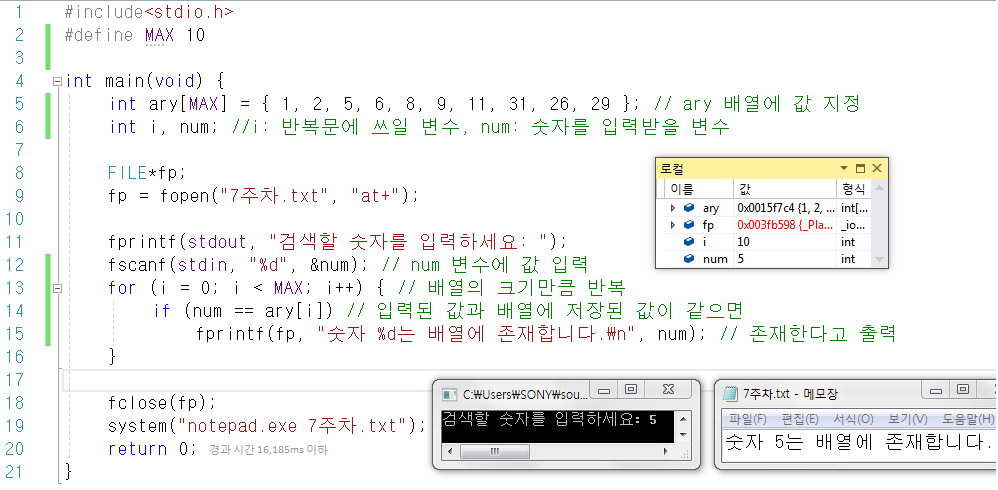 1 #include<stdio.h>
2 #define MAX 10
3
4 int main(void) {
5 int ary[MAX] = { 1, 2, 5, 6, 8, 9, 11, 31, 26, 29 }; // ary 배열에 값 지정
6 int i, num; //i: 반복문에 쓰일 변수, num: 숫자를 입력받을 변수
7
8 FILE*fp;
9 fp = fopen("7주차.txt", "at+");
10
11 fprintf(stdout, "검색할 숫자를 입력하세요: ");
12 fscanf(stdin, "%d", &num); // num 변수에 값 입력
13 for (i = 0; i < MAX; i++) { // 배열의 크기만큼 반복
14 if (num == ary[i]) // 입력된 값과 배열에 저장된 값이 같으면
15 fprintf(fp, "숫자 %d는 배열에 존재합니다.₩n", num); // 존재한다고 출력
16 }
17
18 fclose(fp);
19 system("notepad.exe 7주차.txt");
20 return 0; 경과 시간 16,185ms 이하
21 }
로컬
이름 값 형식
ary 0x0015f7c4 {1, 2, ... int[...
fp 0x003fb598 {_Pla... _io...
i 10 int
num 5 int
C:₩Users₩SONY₩sou...
검색할 숫자를 입력하세요: 5
7주차.txt - 메모장
파일(F) 편집(E) 서식(O) 보기(V) 도움말(H)
숫자 5는 배열에 존재합니다.